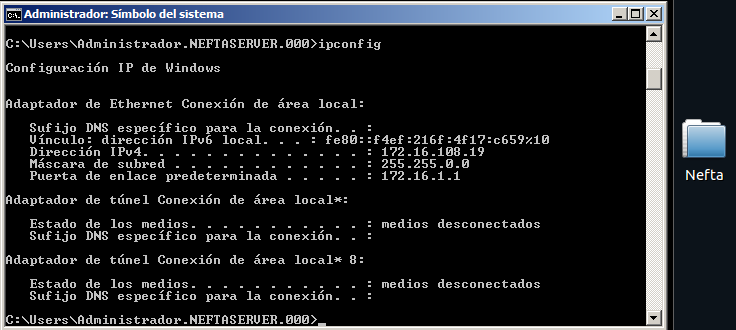 Administrador: Símbolo del sistema
C:\Users\Administrador.NEFTASERVER.000>ipconfig
Configuración IP de Windows
Adaptador de Ethernet Conexión de área local:
Sufijo DNS específico para la conexión. . :
Vínculo: dirección IPv6 local. . . : fe80::f4ef:216f:4f17:c659%10
Dirección IPv4. . . . . . . . . . . . . . : 172.16.108.19
Máscara de subred . . . . . . . . . . . . : 255.255.0.0
Puerta de enlace predeterminada . . . . . : 172.16.1.1
Adaptador de túnel Conexión de área local*:
Estado de los medios. . . . . . . . . . . : medios desconectados
Sufijo DNS específico para la conexión. . :
Adaptador de túnel Conexión de área local* 8:
Estado de los medios. . . . . . . . . . . : medios desconectados
Sufijo DNS específico para la conexión. . :
C:\Users\Administrador.NEFTASERVER.000>_
Nefta